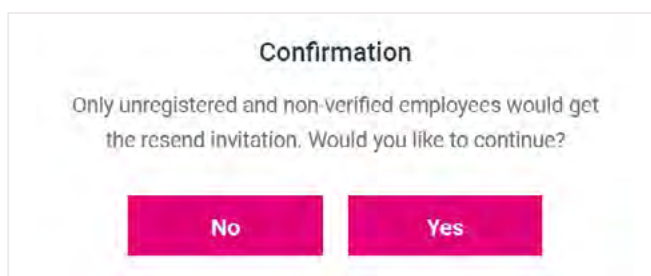 Confirmation
Only unregistered and non-verified employees would get
the resend invitation. Would you like to continue?
No
Yes